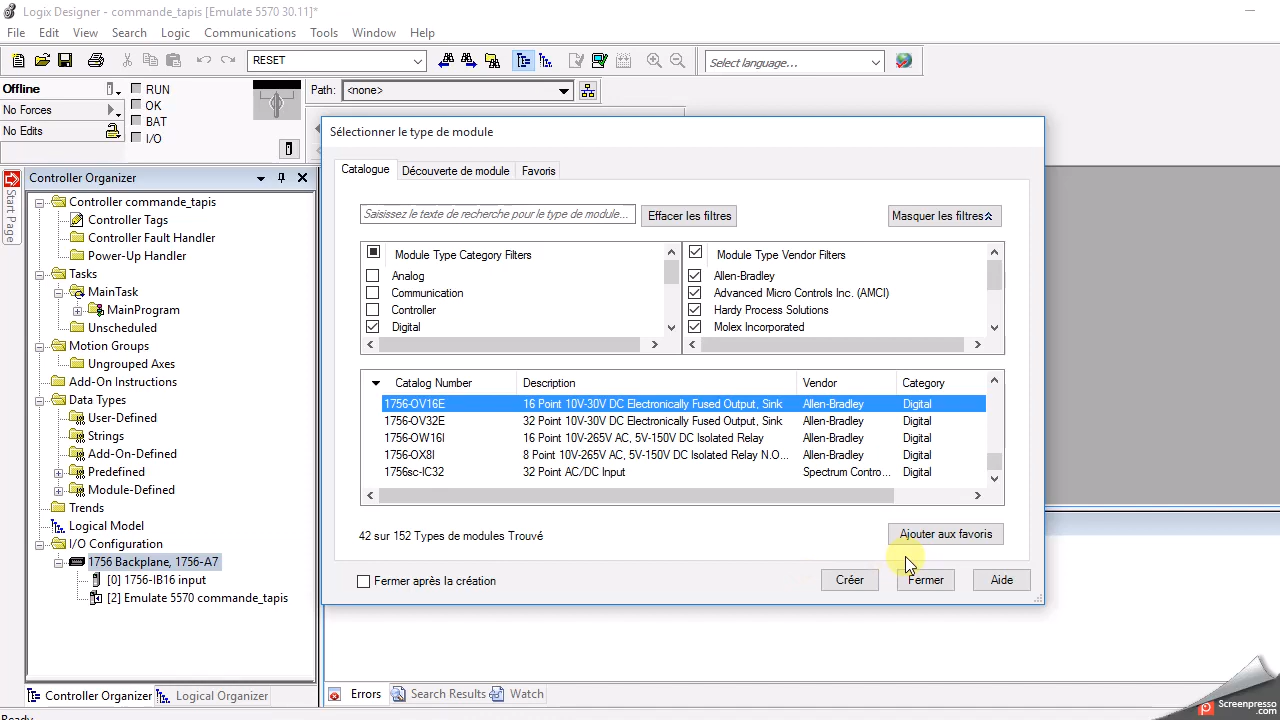 Logix Designer - commande_tapis [Emulate 5570 30.11]*
File Edit View Search Logic Communications Tools Window Help
RESET
Select language...
Offline
RUN
Path: <none>
No Forces
OK
No Edits
BAT
I/O
Start Page
Controller Organizer
Controller commande_tapis
Controller Tags
Controller Fault Handler
Power-Up Handler
Tasks
MainTask
MainProgram
Unscheduled
Motion Groups
Ungrouped Axes
Add-On Instructions
Data Types
User-Defined
Strings
Add-On-Defined
Predefined
Module-Defined
Trends
Logical Model
I/O Configuration
1756 Backplane, 1756-A7
[0] 1756-IB16 input
[2] Emulate 5570 commande_tapis
Controller Organizer Logical Organizer
Sélectionner le type de module
Catalogue Découverte de module Favoris
Saisissez le texte de recherche pour le type de module... Effacer les filtres Masquer les filtres
Module Type Category Filters Module Type Vendor Filters
Analog Allen-Bradley
Communication Advanced Micro Controls Inc. (AMCI)
Controller Hardy Process Solutions
Digital Molex Incorporated
Catalog Number Description Vendor Category
1756-OV16E 16 Point 10V-30V DC Electronically Fused Output, Sink Allen-Bradley Digital
1756-OV32E 32 Point 10V-30V DC Electronically Fused Output, Sink Allen-Bradley Digital
1756-OW16I 16 Point 10V-265V AC, 5V-150V DC Isolated Relay Allen-Bradley Digital
1756-OX8I 8 Point 10V-265V AC, 5V-150V DC Isolated Relay N.O... Allen-Bradley Digital
1756sc-IC32 32 Point AC/DC Input Spectrum Contro... Digital
42 sur 152 Types de modules Trouvé Ajouter aux favoris
Fermer après la création Créer Fermer Aide
Errors Search Results Watch
Screenpresso
.com